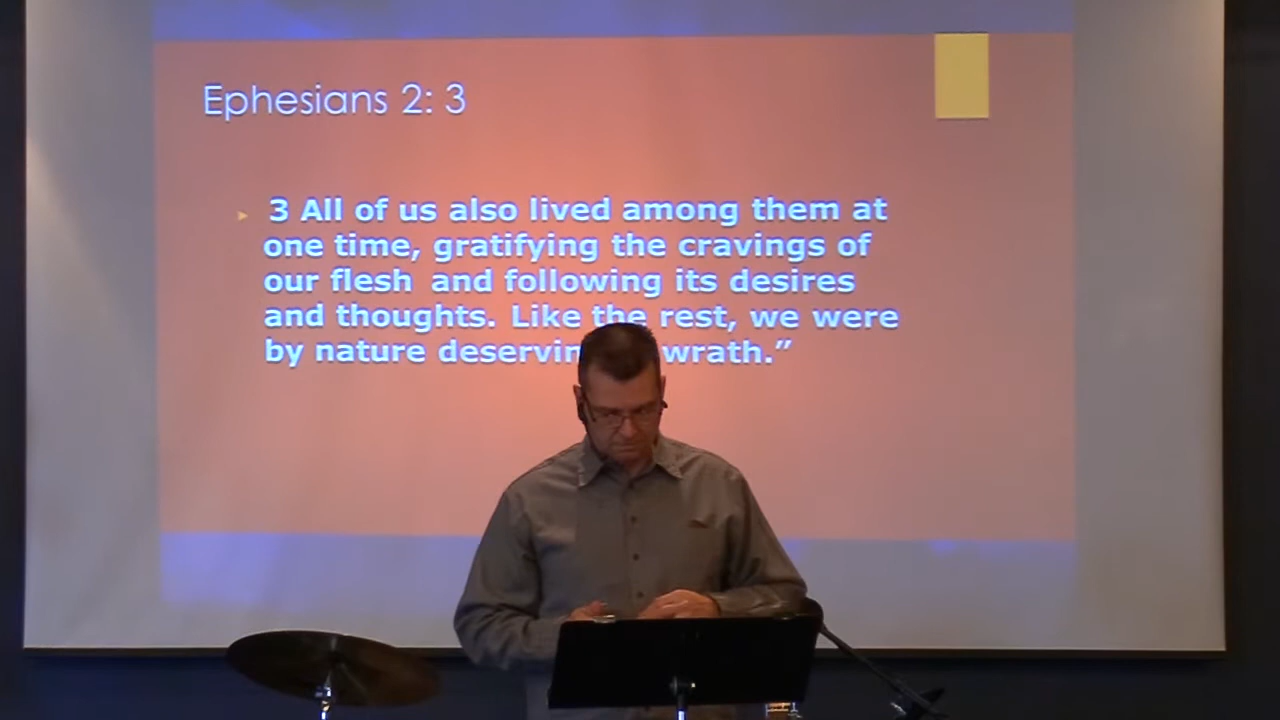 Ephesians 2: 3
3 All of us also lived among them at
one time, gratifying the cravings of
our flesh and following its desires
and thoughts. Like the rest, we were
by nature deserving wrath.”